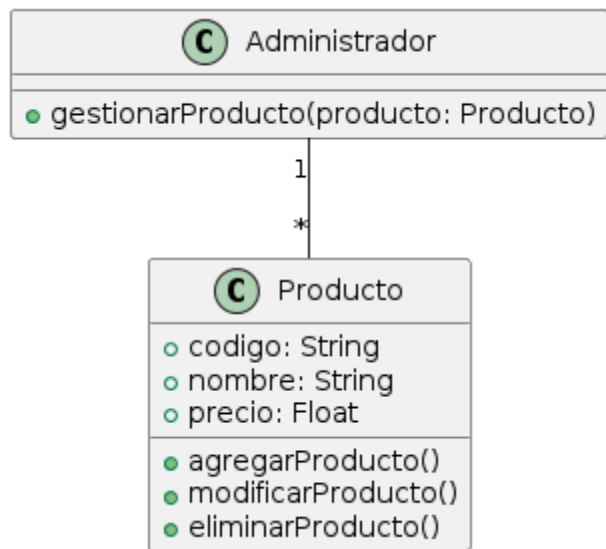 C Administrador
gestionarProducto(producto: Producto)
1
*
C Producto
codigo: String
nombre: String
precio: Float
agregarProducto()
modificarProducto()
eliminarProducto()